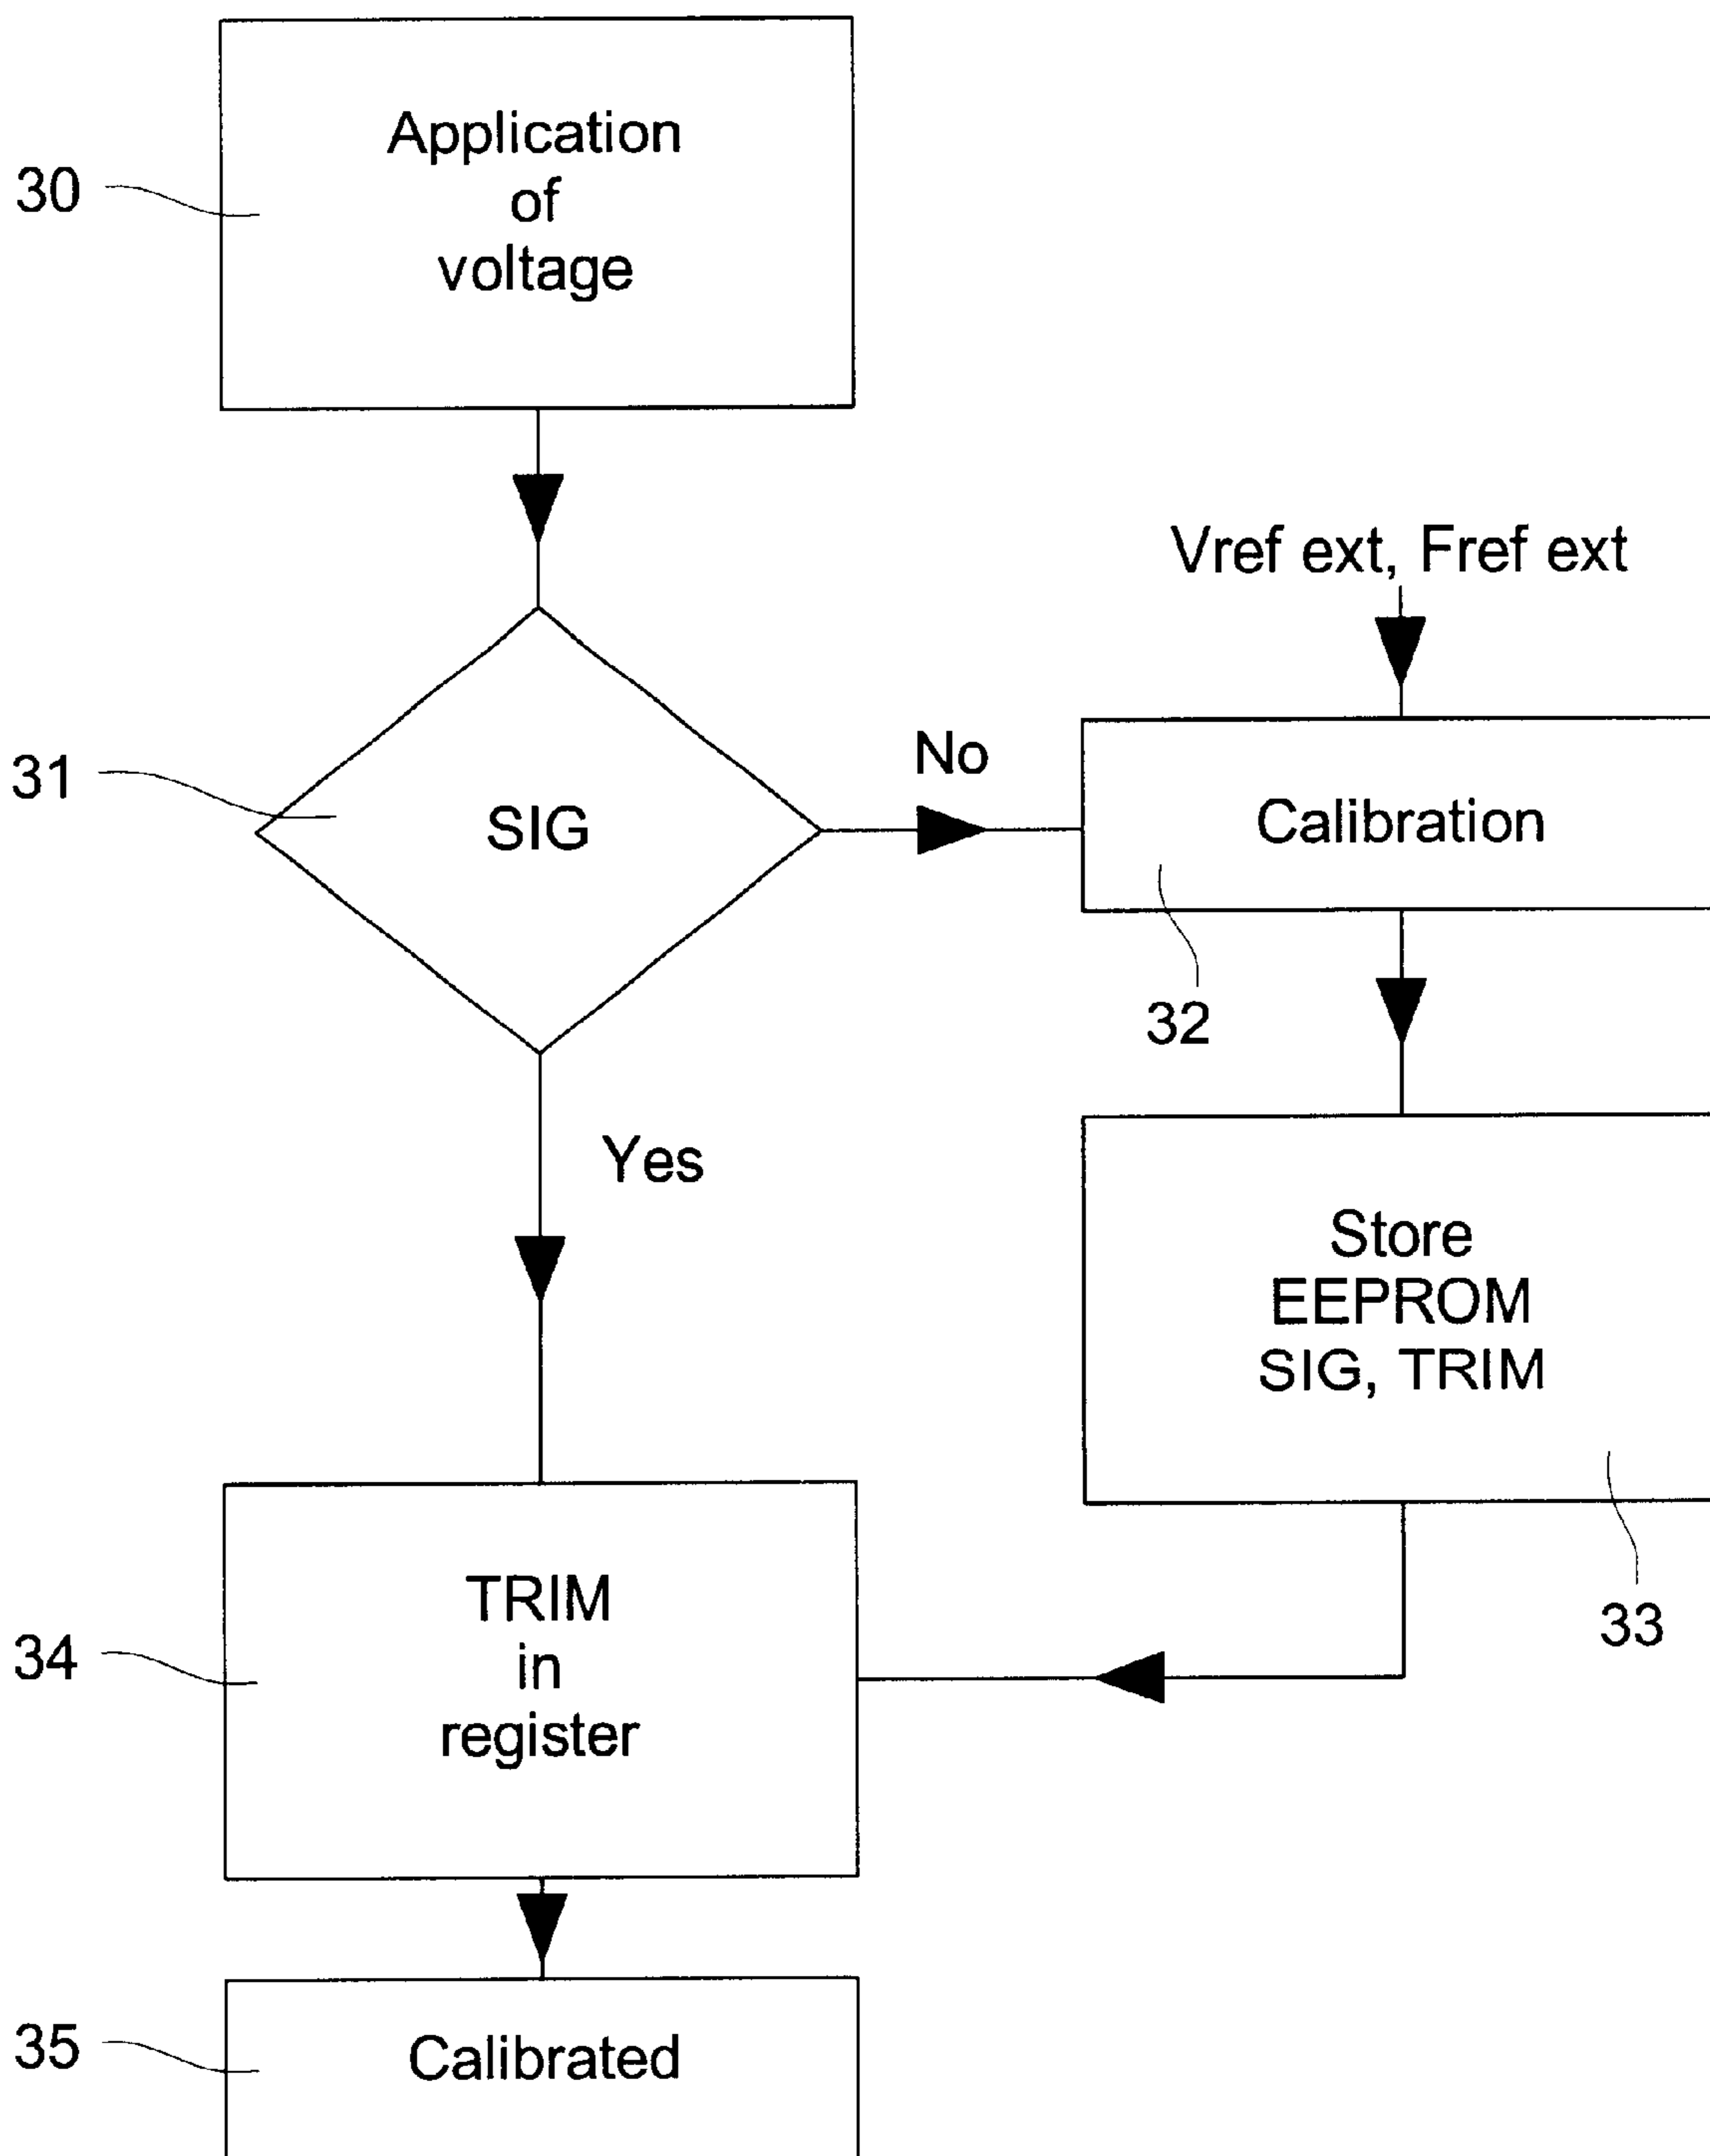 Application
of
voltage
30
Vref ext, Fref ext
31
SIG
No
Calibration
32
Yes
Store
EEPROM
SIG, TRIM
33
TRIM
in
register
34
Calibrated
35